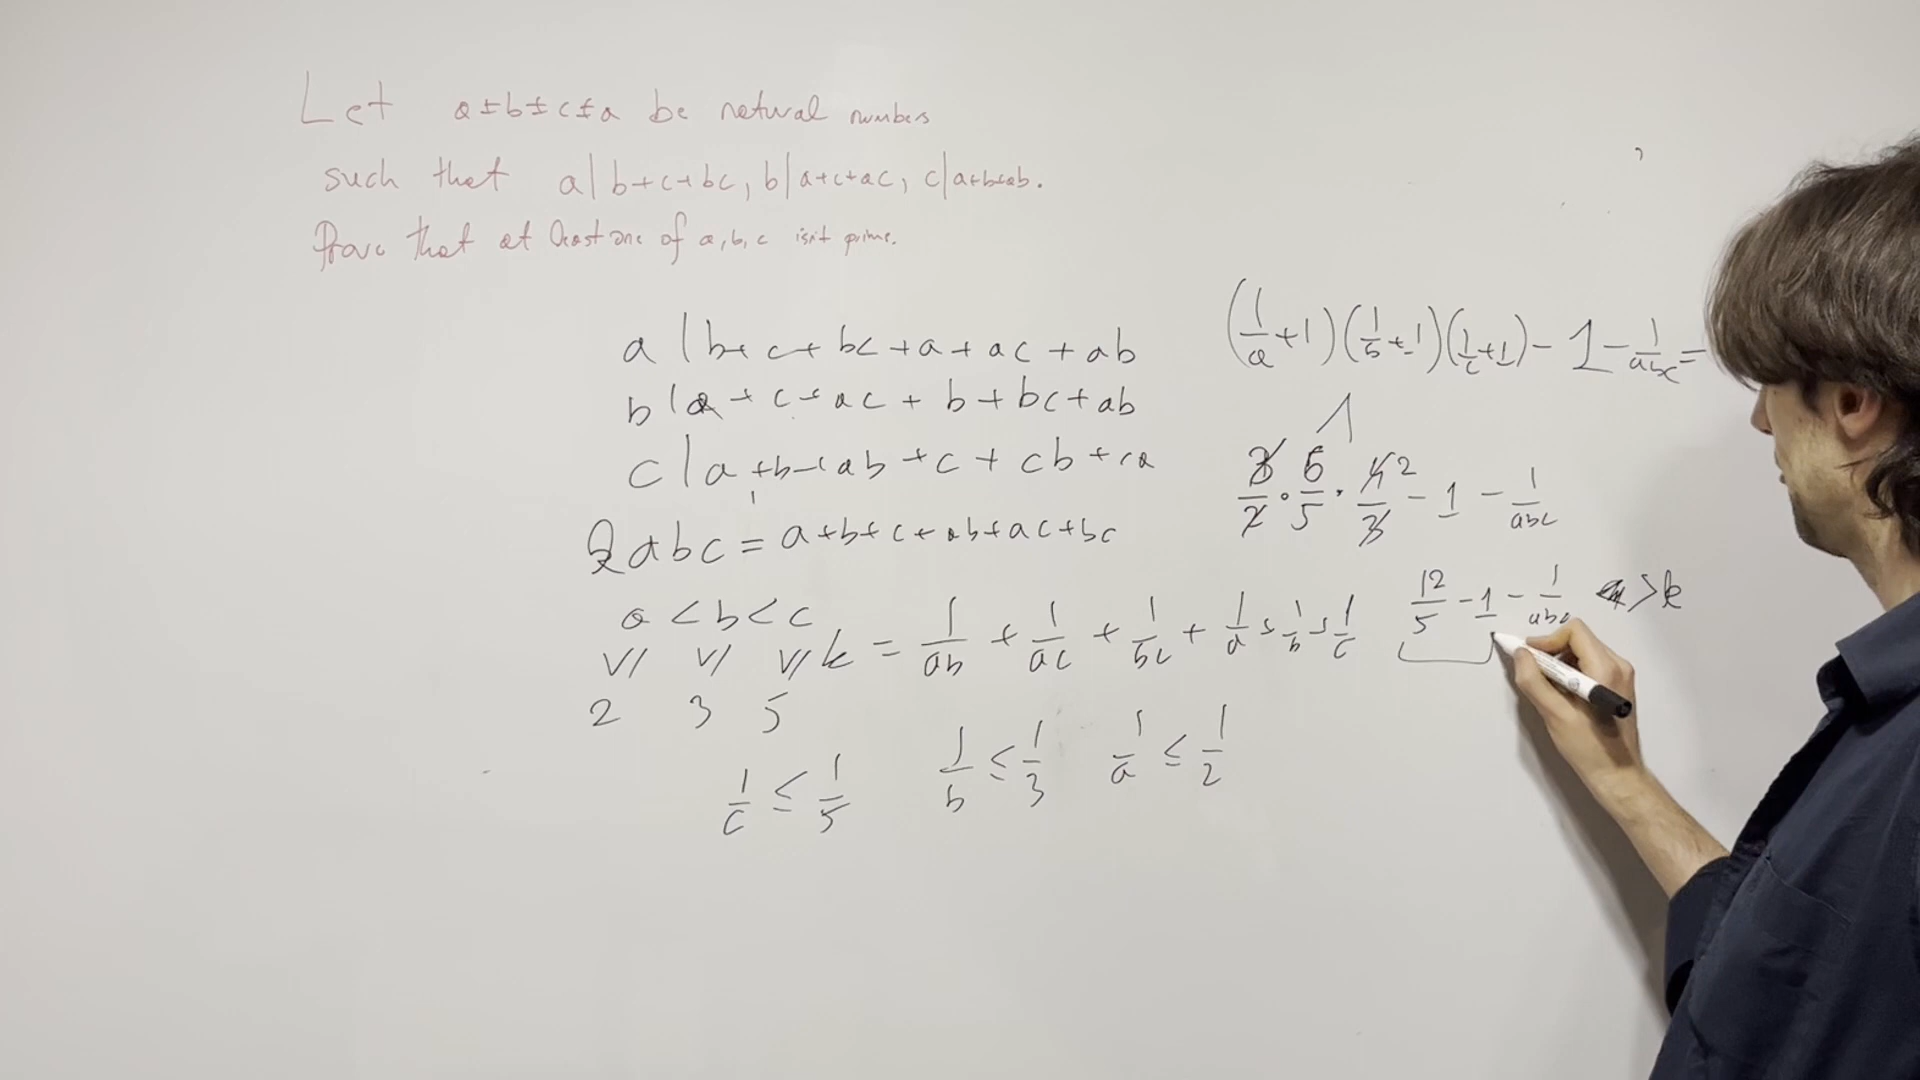 Let a≠b≠c≠a be natural numbers
such that a|b+c+bc, b|a+c+ac, c|a+b+ab.
Prove that at least one of a, b, c isn't prime.
a | b+c+bc+a+ac+ab
b | a+c+ac+b+bc+ab
c | a+b+ab+c+cb+ca
abc = a+b+c+ab+ac+bc
a < b < c
∨| ∨| ∨|
2 3 5
k = 1/ab + 1/ac + 1/bc + 1/a + 1/b + 1/c
1/c ≤ 1/5 1/b ≤ 1/3 1/a ≤ 1/2
(1/a+1)(1/b+1)(1/c+1) - 1 - 1/abc =
∧
3/2 · 6/5 · 4/3 2 - 1 - 1/abc
12/5 - 1 - 1/abc > k